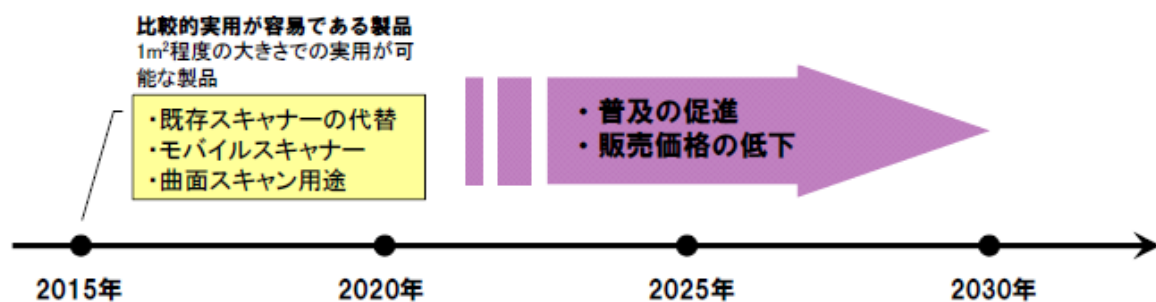 比較的実用が容易である製品
1m²程度の大きさでの実用が可
能な製品
・既存スキャナーの代替
・モバイルスキャナー
・曲面スキャン用途
・普及の促進
・販売価格の低下
2015年
2020年
2025年
2030年